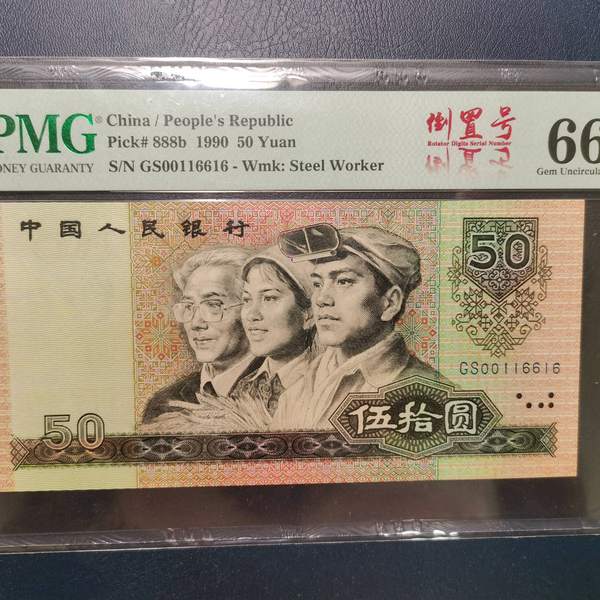 PMG
MONEY GUARANTY
China / People's Republic
Pick# 888b 1990 50 Yuan
S/N GS00116616 - Wmk: Steel Worker
倒置号
Rotator Digits Serial Number
66
Gem Uncircula
中国人民银行
50
GS00116616
50
伍拾圆